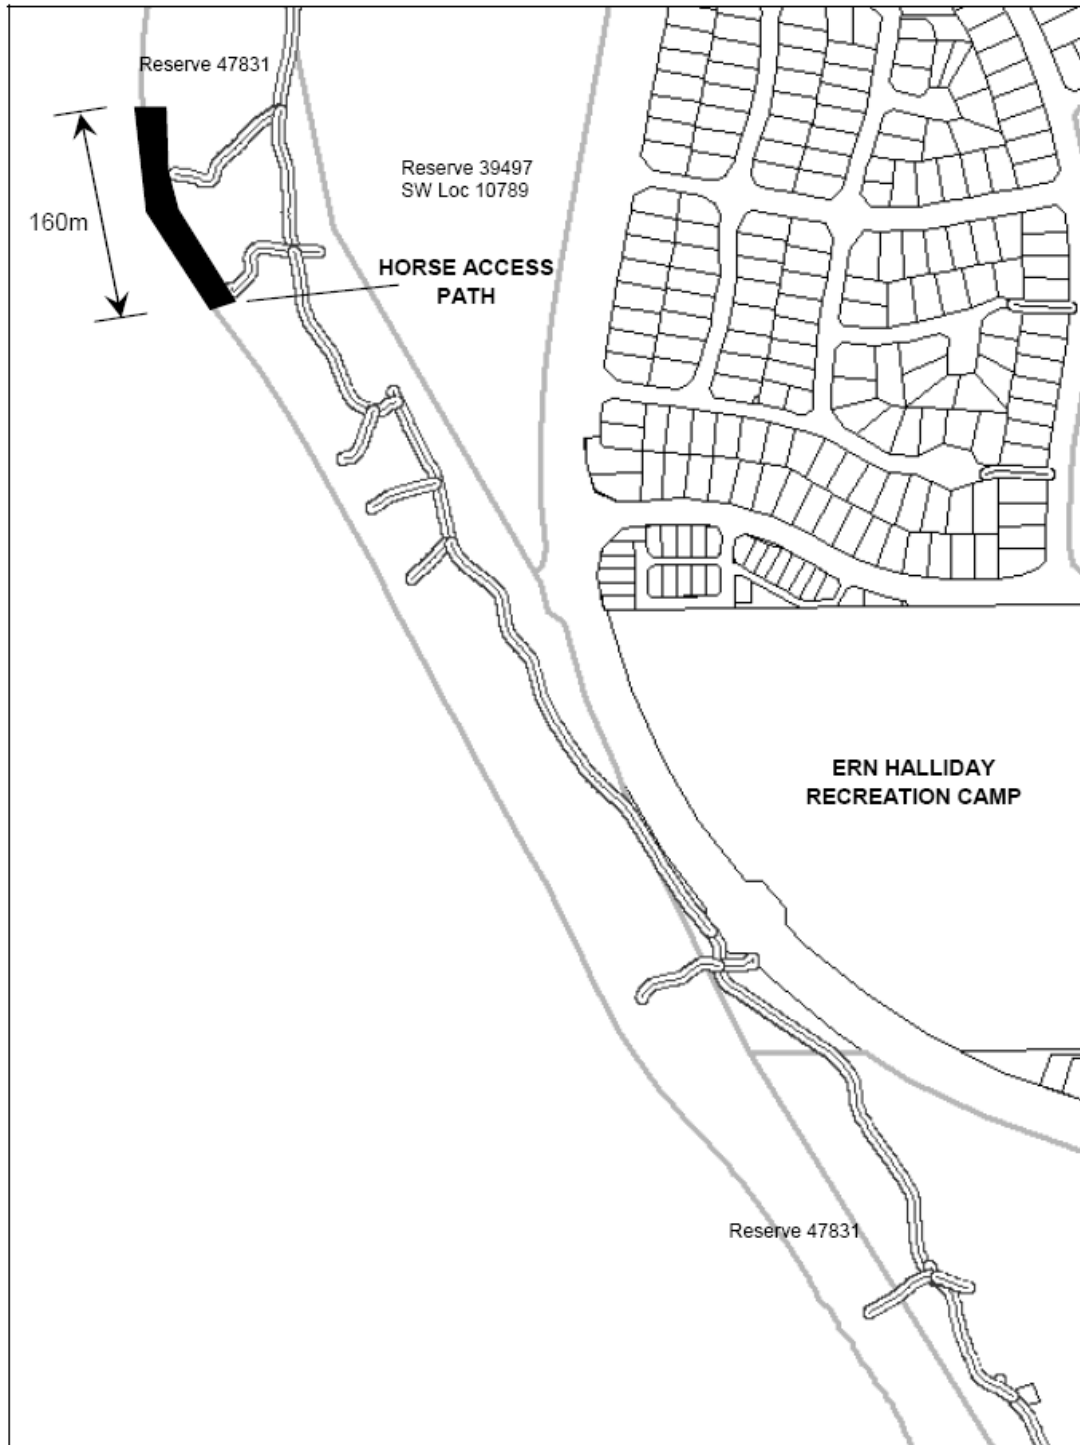 Reserve 47831
Reserve 39497
SW Loc 10789
160m
HORSE ACCESS
PATH
ERN HALLIDAY
RECREATION CAMP
Reserve 47831